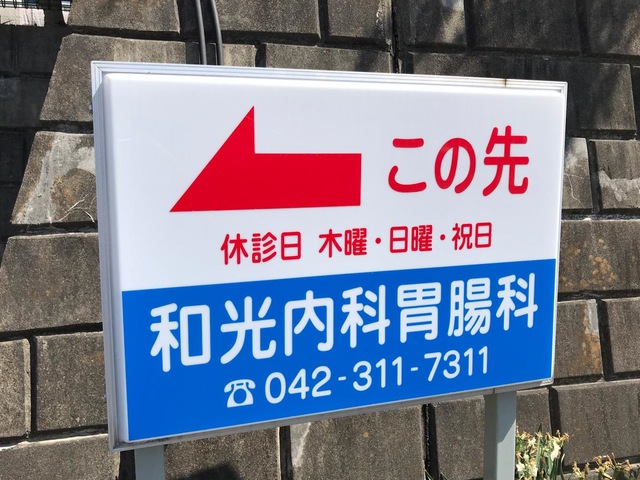 この先
休診日 木曜・日曜・祝日
和光内科胃腸科
☎042-311-7311